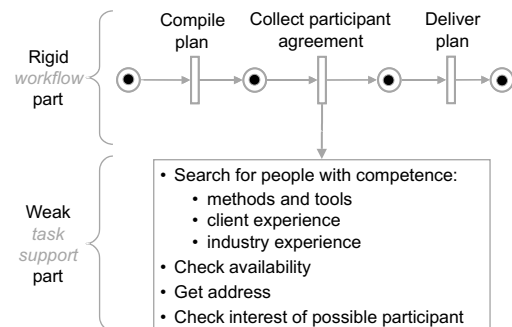 Compile
plan
Collect participant
agreement
Deliver
plan
Rigid
workflow
part
Weak
task
support
part
• Search for people with competence:
• methods and tools
• client experience
• industry experience
• Check availability
• Get address
• Check interest of possible participant